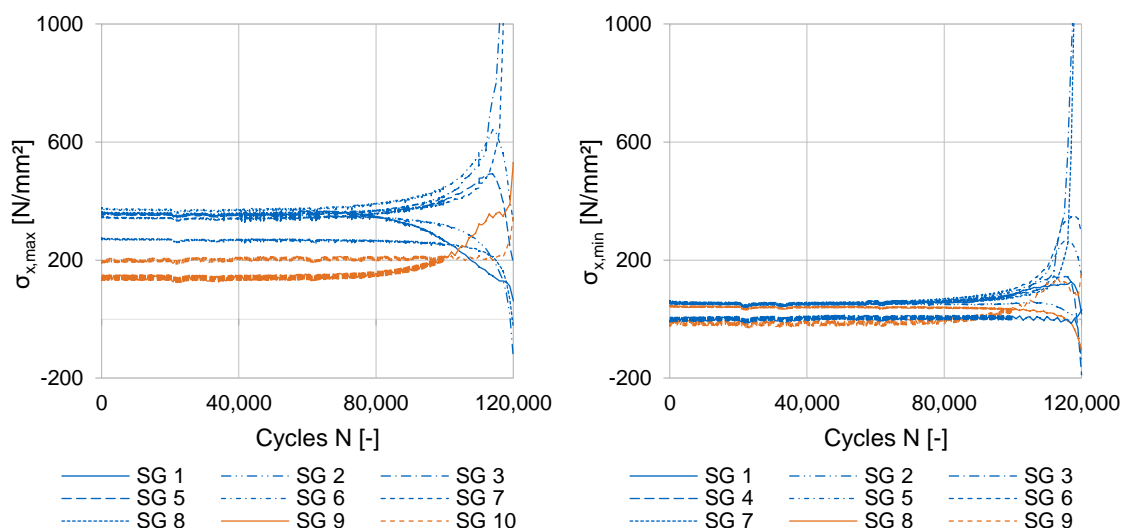 1000
600
200
-200
σx,max [N/mm²]
0
40,000
80,000
120,000
Cycles N [-]
SG 1
SG 2
SG 3
SG 5
SG 6
SG 7
SG 8
SG 9
SG 10
1000
600
200
-200
σx,min [N/mm²]
0
40,000
80,000
120,000
Cycles N [-]
SG 1
SG 2
SG 3
SG 4
SG 5
SG 6
SG 7
SG 8
SG 9